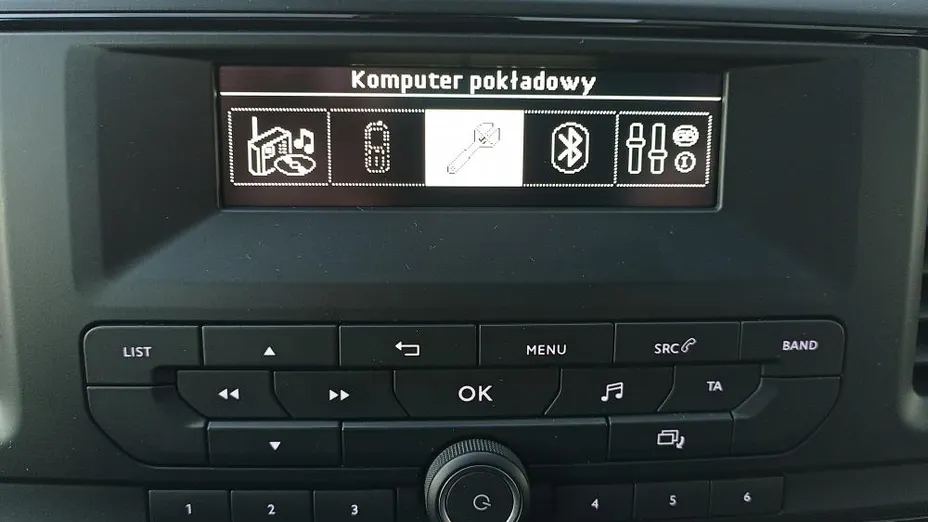 Komputer pokładowy
LIST
MENU
SRC
BAND
OK
TA
1
2
3
4
5
6